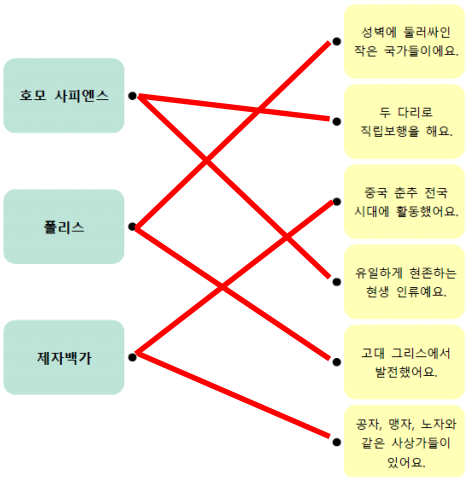 호모 사피엔스
폴리스
제자백가
성벽에 둘러싸인
작은 국가들이에요.
두 다리로
직립보행을 해요.
중국 춘추 전국
시대에 활동했어요.
유일하게 현존하는
현생 인류예요.
고대 그리스에서
발전했어요.
공자, 맹자, 노자와
같은 사상가들이
있어요.